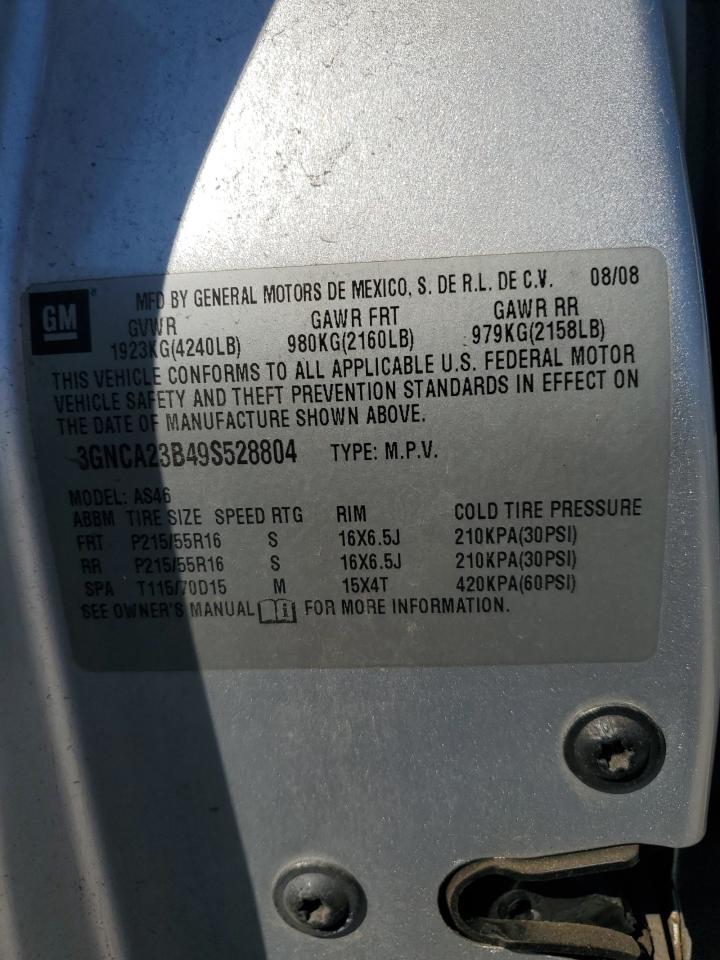 GM
MFD BY GENERAL MOTORS DE MEXICO, S. DE R.L. DE C.V. 08/08
GVWR GAWR FRT GAWR RR
1923KG(4240LB) 980KG(2160LB) 979KG(2158LB)
THIS VEHICLE CONFORMS TO ALL APPLICABLE U.S. FEDERAL MOTOR
VEHICLE SAFETY AND THEFT PREVENTION STANDARDS IN EFFECT ON
THE DATE OF MANUFACTURE SHOWN ABOVE.
3GNCA23B49S528804 TYPE: M.P.V.
MODEL: AS46
ABBM TIRE SIZE SPEED RTG RIM COLD TIRE PRESSURE
FRT P215/55R16 S 16X6.5J 210KPA(30PSI)
RR P215/55R16 S 16X6.5J 210KPA(30PSI)
SPA T115/70D15 M 15X4T 420KPA(60PSI)
SEE OWNER'S MANUAL FOR MORE INFORMATION.